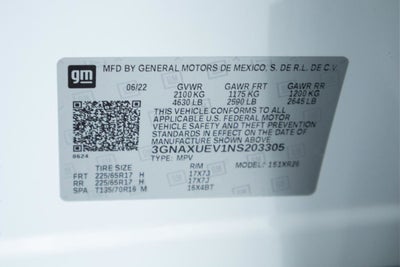 gm MFD BY GENERAL MOTORS DE MEXICO, S. DE R.L. DE C.V.
06/22 GVWR GAWR FRT GAWR RR
2100 KG 1175 KG 1200 KG
4630 LB 2590 LB 2645 LB
THIS VEHICLE CONFORMS TO ALL
APPLICABLE U.S. FEDERAL MOTOR VEHICLE
SAFETY AND THEFT PREVENTION STANDARDS
IN EFFECT ON THE DATE OF
MANUFACTURE SHOWN ABOVE.
3GNAXUEV1NS203305
0624 TYPE: MPV 151XR26
TIRE SIZE RIM
FRT 225/65R17 H 17X7J
RR 225/65R17 H 17X7J
SPA T135/70R16 M 16X4BT